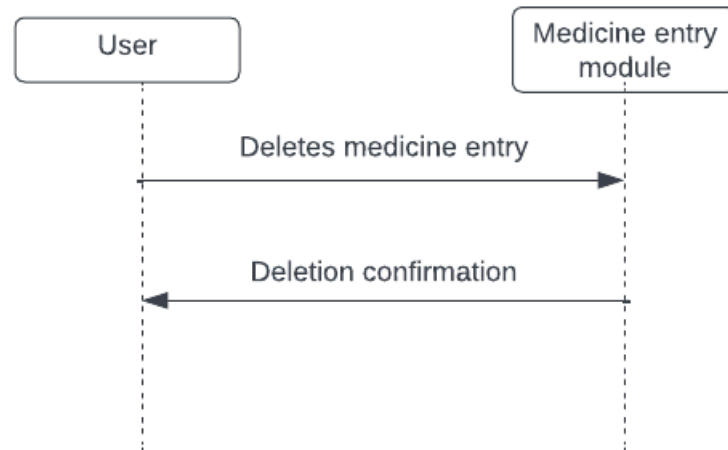 User
Medicine entry
module
Deletes medicine entry
Deletion confirmation